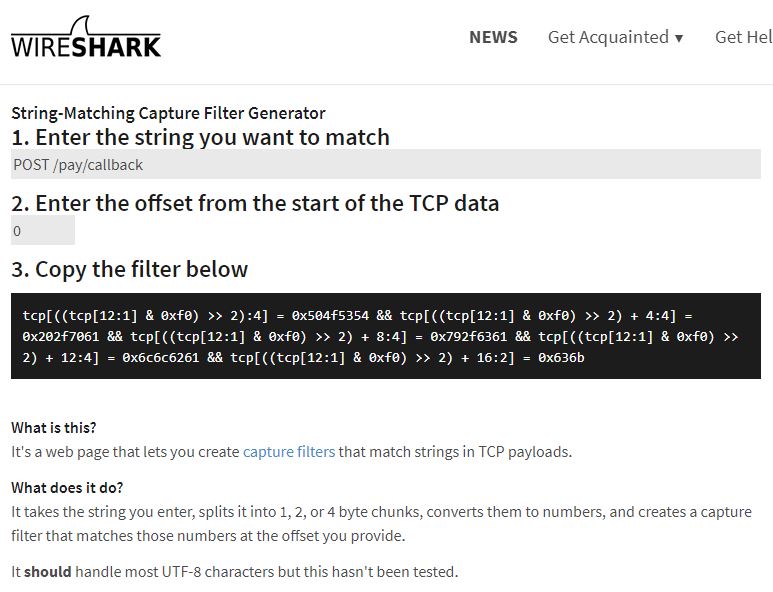 WIRESHARK
NEWS Get Acquainted ▾ Get Hel
String-Matching Capture Filter Generator
1. Enter the string you want to match
POST /pay/callback
2. Enter the offset from the start of the TCP data
0
3. Copy the filter below
tcp[((tcp[12:1] & 0xf0) >> 2):4] = 0x504f5354 && tcp[((tcp[12:1] & 0xf0) >> 2) + 4:4] =
0x202f7061 && tcp[((tcp[12:1] & 0xf0) >> 2) + 8:4] = 0x792f6361 && tcp[((tcp[12:1] & 0xf0) >>
2) + 12:4] = 0x6c6c6261 && tcp[((tcp[12:1] & 0xf0) >> 2) + 16:2] = 0x636b
What is this?
It's a web page that lets you create capture filters that match strings in TCP payloads.
What does it do?
It takes the string you enter, splits it into 1, 2, or 4 byte chunks, converts them to numbers, and creates a capture
filter that matches those numbers at the offset you provide.
It should handle most UTF-8 characters but this hasn't been tested.